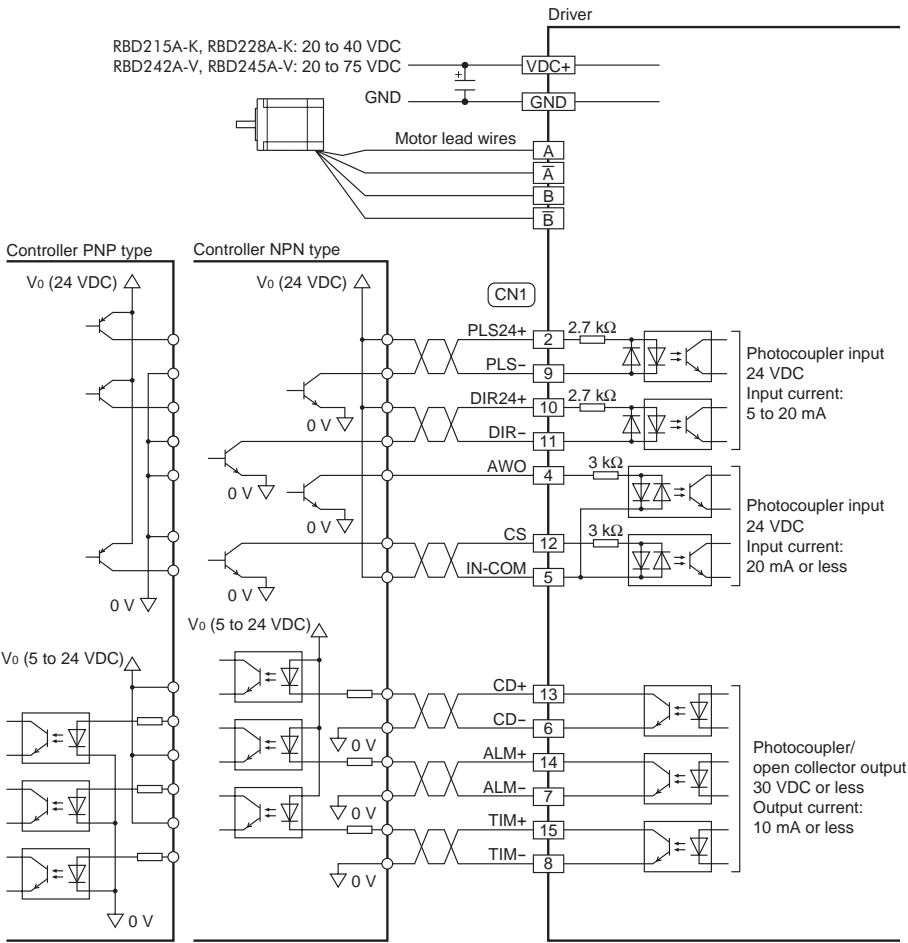 Driver
RBD215A-K, RBD228A-K: 20 to 40 VDC
RBD242A-V, RBD245A-V: 20 to 75 VDC
VDC+
+
GND
GND
Motor lead wires
A
A̅
B
B̅
Controller PNP type
Controller NPN type
V0 (24 VDC)
V0 (24 VDC)
CN1
PLS24+
2
2.7 kΩ
PLS−
9
Photocoupler input
24 VDC
Input current:
5 to 20 mA
DIR24+
10
2.7 kΩ
0 V
DIR−
11
AWO
4
3 kΩ
0 V
0 V
Photocoupler input
24 VDC
Input current:
20 mA or less
CS
12
3 kΩ
IN-COM
5
0 V
0 V
V0 (5 to 24 VDC)
V0 (5 to 24 VDC)
CD+
13
CD−
6
0 V
ALM+
14
ALM−
7
0 V
TIM+
15
TIM−
8
0 V
Photocoupler/
open collector output
30 VDC or less
Output current:
10 mA or less
0 V